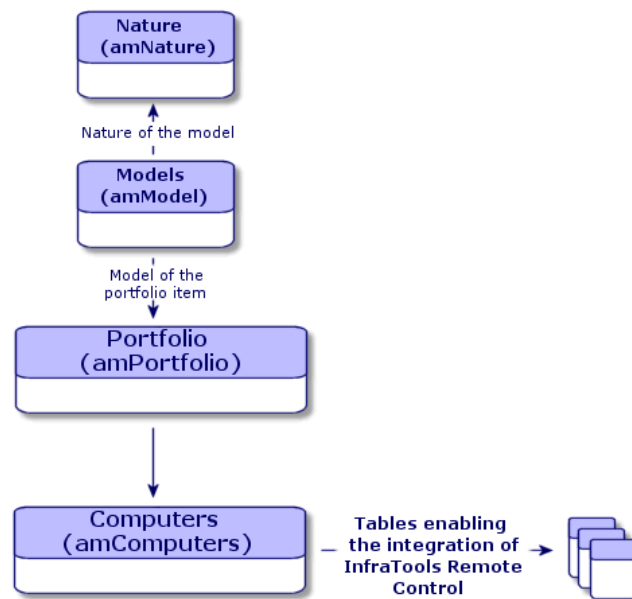 Nature
(amNature)
Nature of the model
Models
(amModel)
Model of the
portfolio item
Portfolio
(amPortfolio)
Computers
(amComputers)
Tables enabling
the integration of
InfraTools Remote
Control